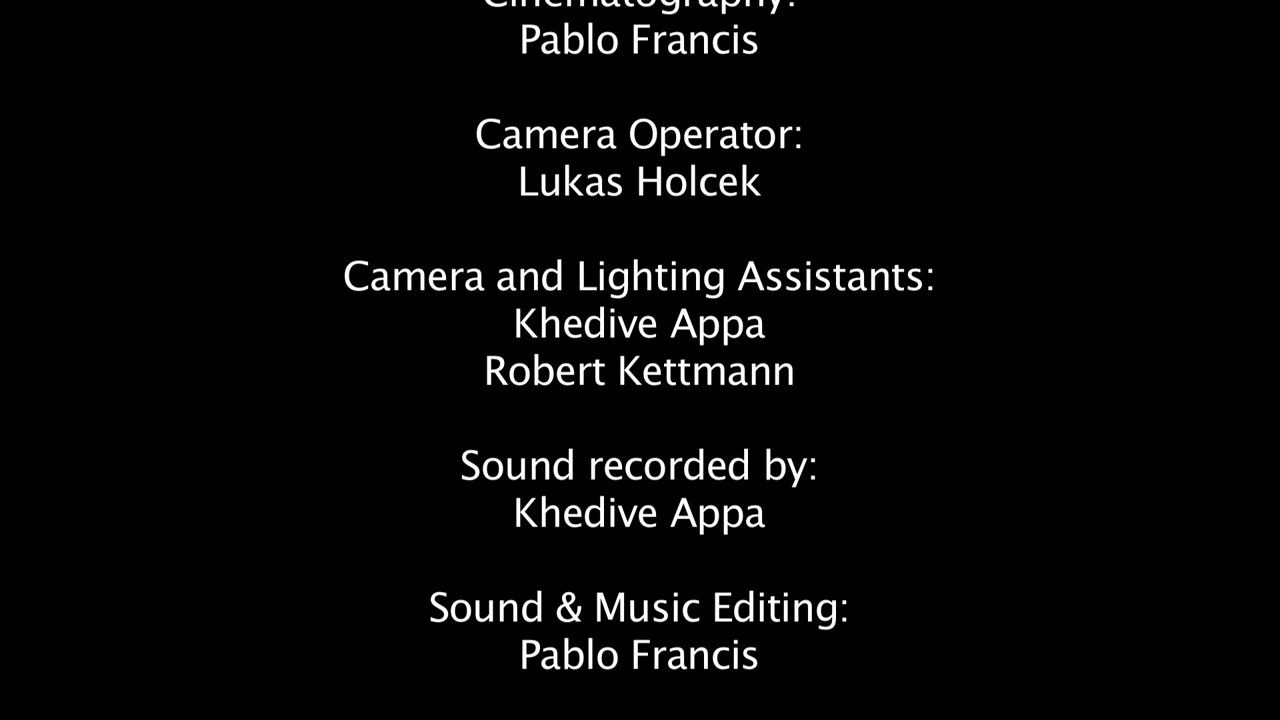 Cinematography:
Pablo Francis
Camera Operator:
Lukas Holcek
Camera and Lighting Assistants:
Khedive Appa
Robert Kettmann
Sound recorded by:
Khedive Appa
Sound & Music Editing:
Pablo Francis